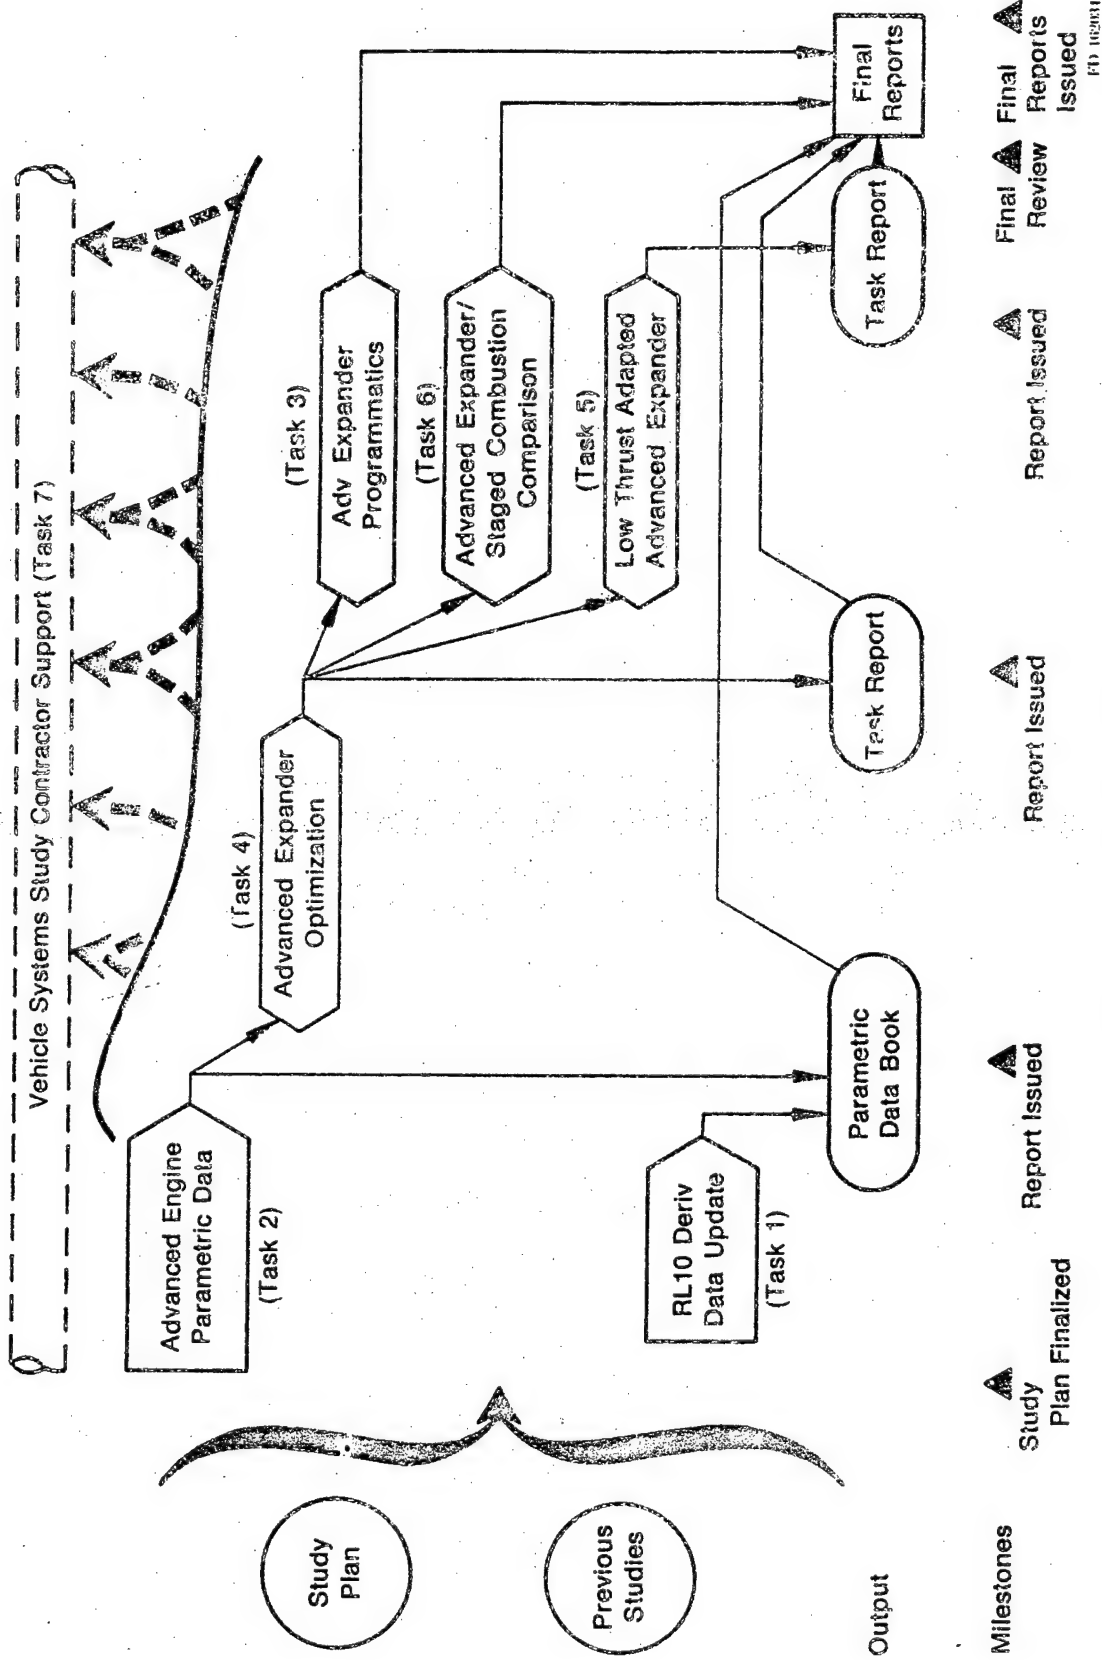 Vehicle Systems Study Contractor Support (Task 7)
Study
Plan
Previous
Studies
Advanced Engine
Parametric Data
(Task 2)
RL10 Deriv
Data Update
(Task 1)
(Task 4)
Advanced Expander
Optimization
(Task 3)
Adv Expander
Programmatics
(Task 6)
Advanced Expander/
Staged Combustion
Comparison
(Task 5)
Low Thrust Adapted
Advanced Expander
Output
Parametric
Data Book
Task Report
Task Report
Final
Reports
Milestones
Study
Plan Finalized
Report Issued
Report Issued
Report Issued
Final
Review
Final
Reports
Issued